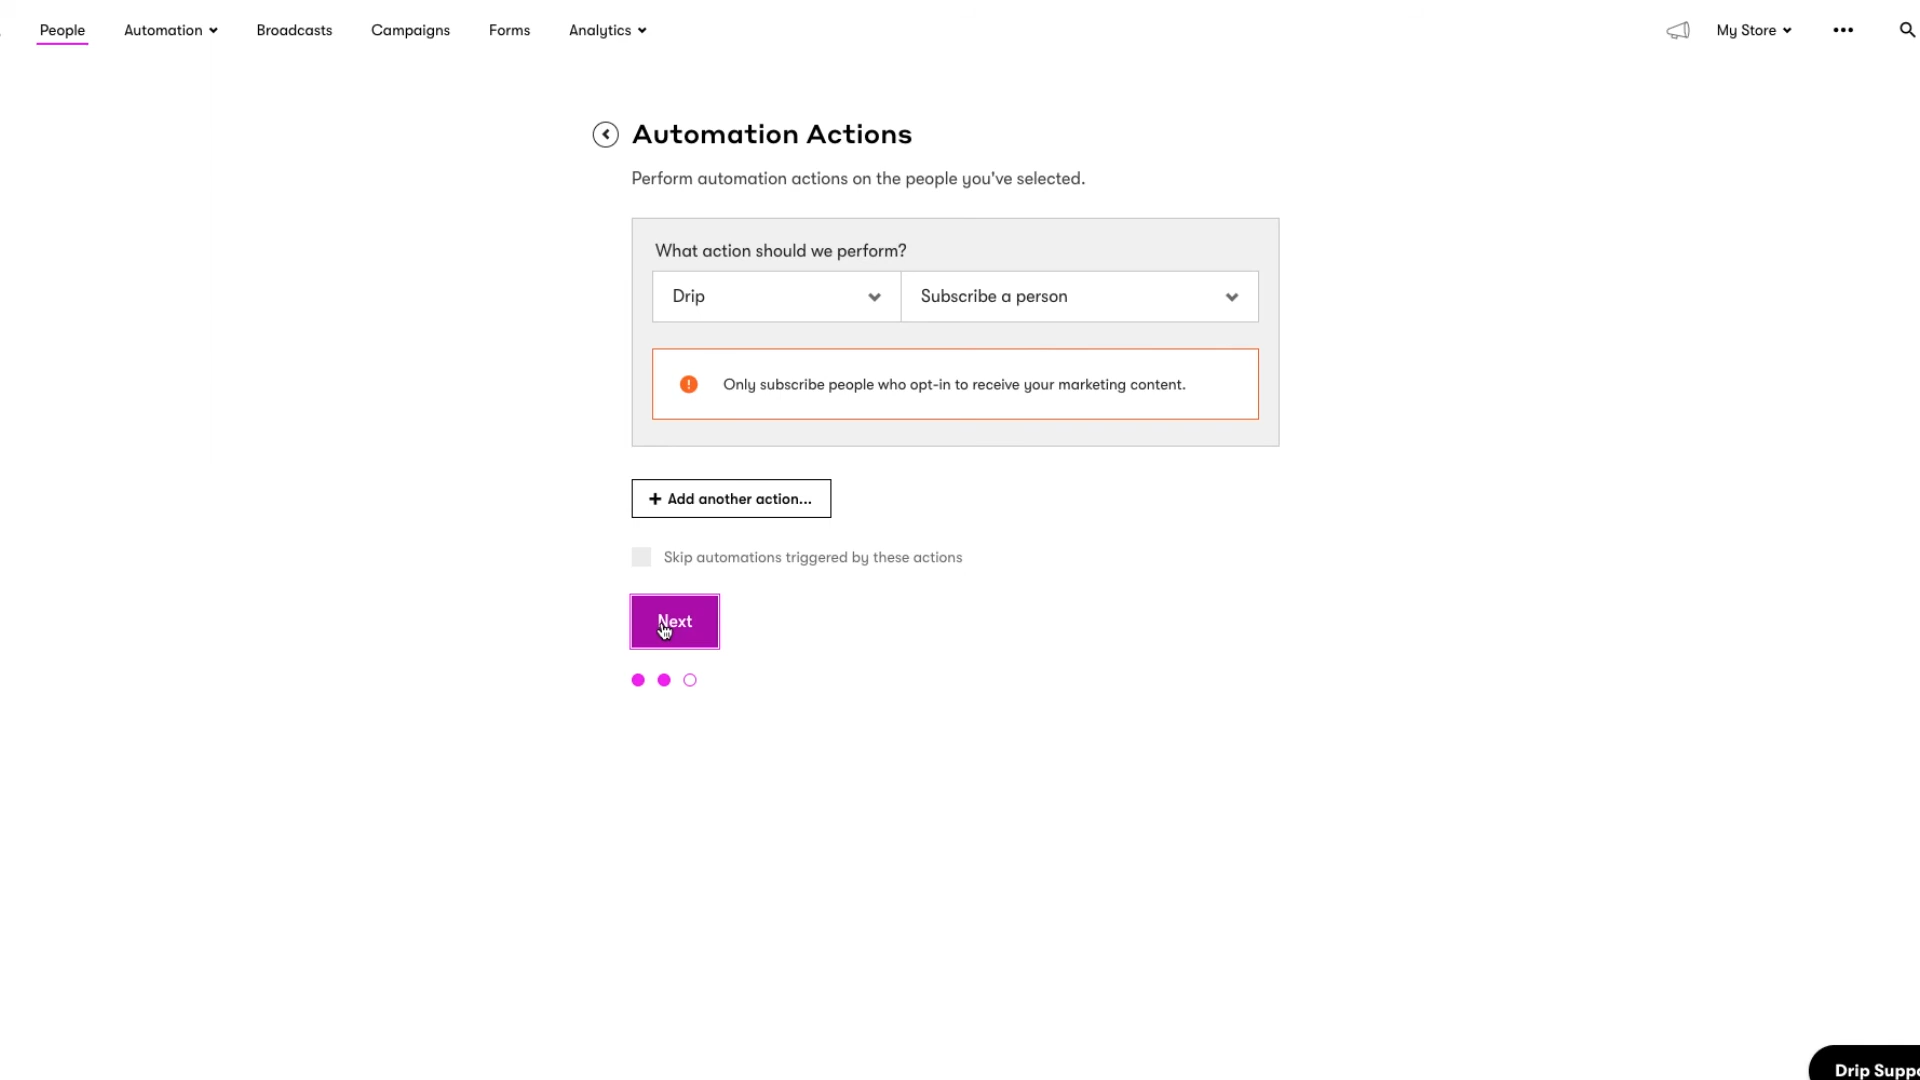 People
Automation
Broadcasts
Campaigns
Forms
Analytics
My Store
Automation Actions
Perform automation actions on the people you've selected.
What action should we perform?
Drip
Subscribe a person
Only subscribe people who opt-in to receive your marketing content.
+ Add another action...
Skip automations triggered by these actions
Next
Drip